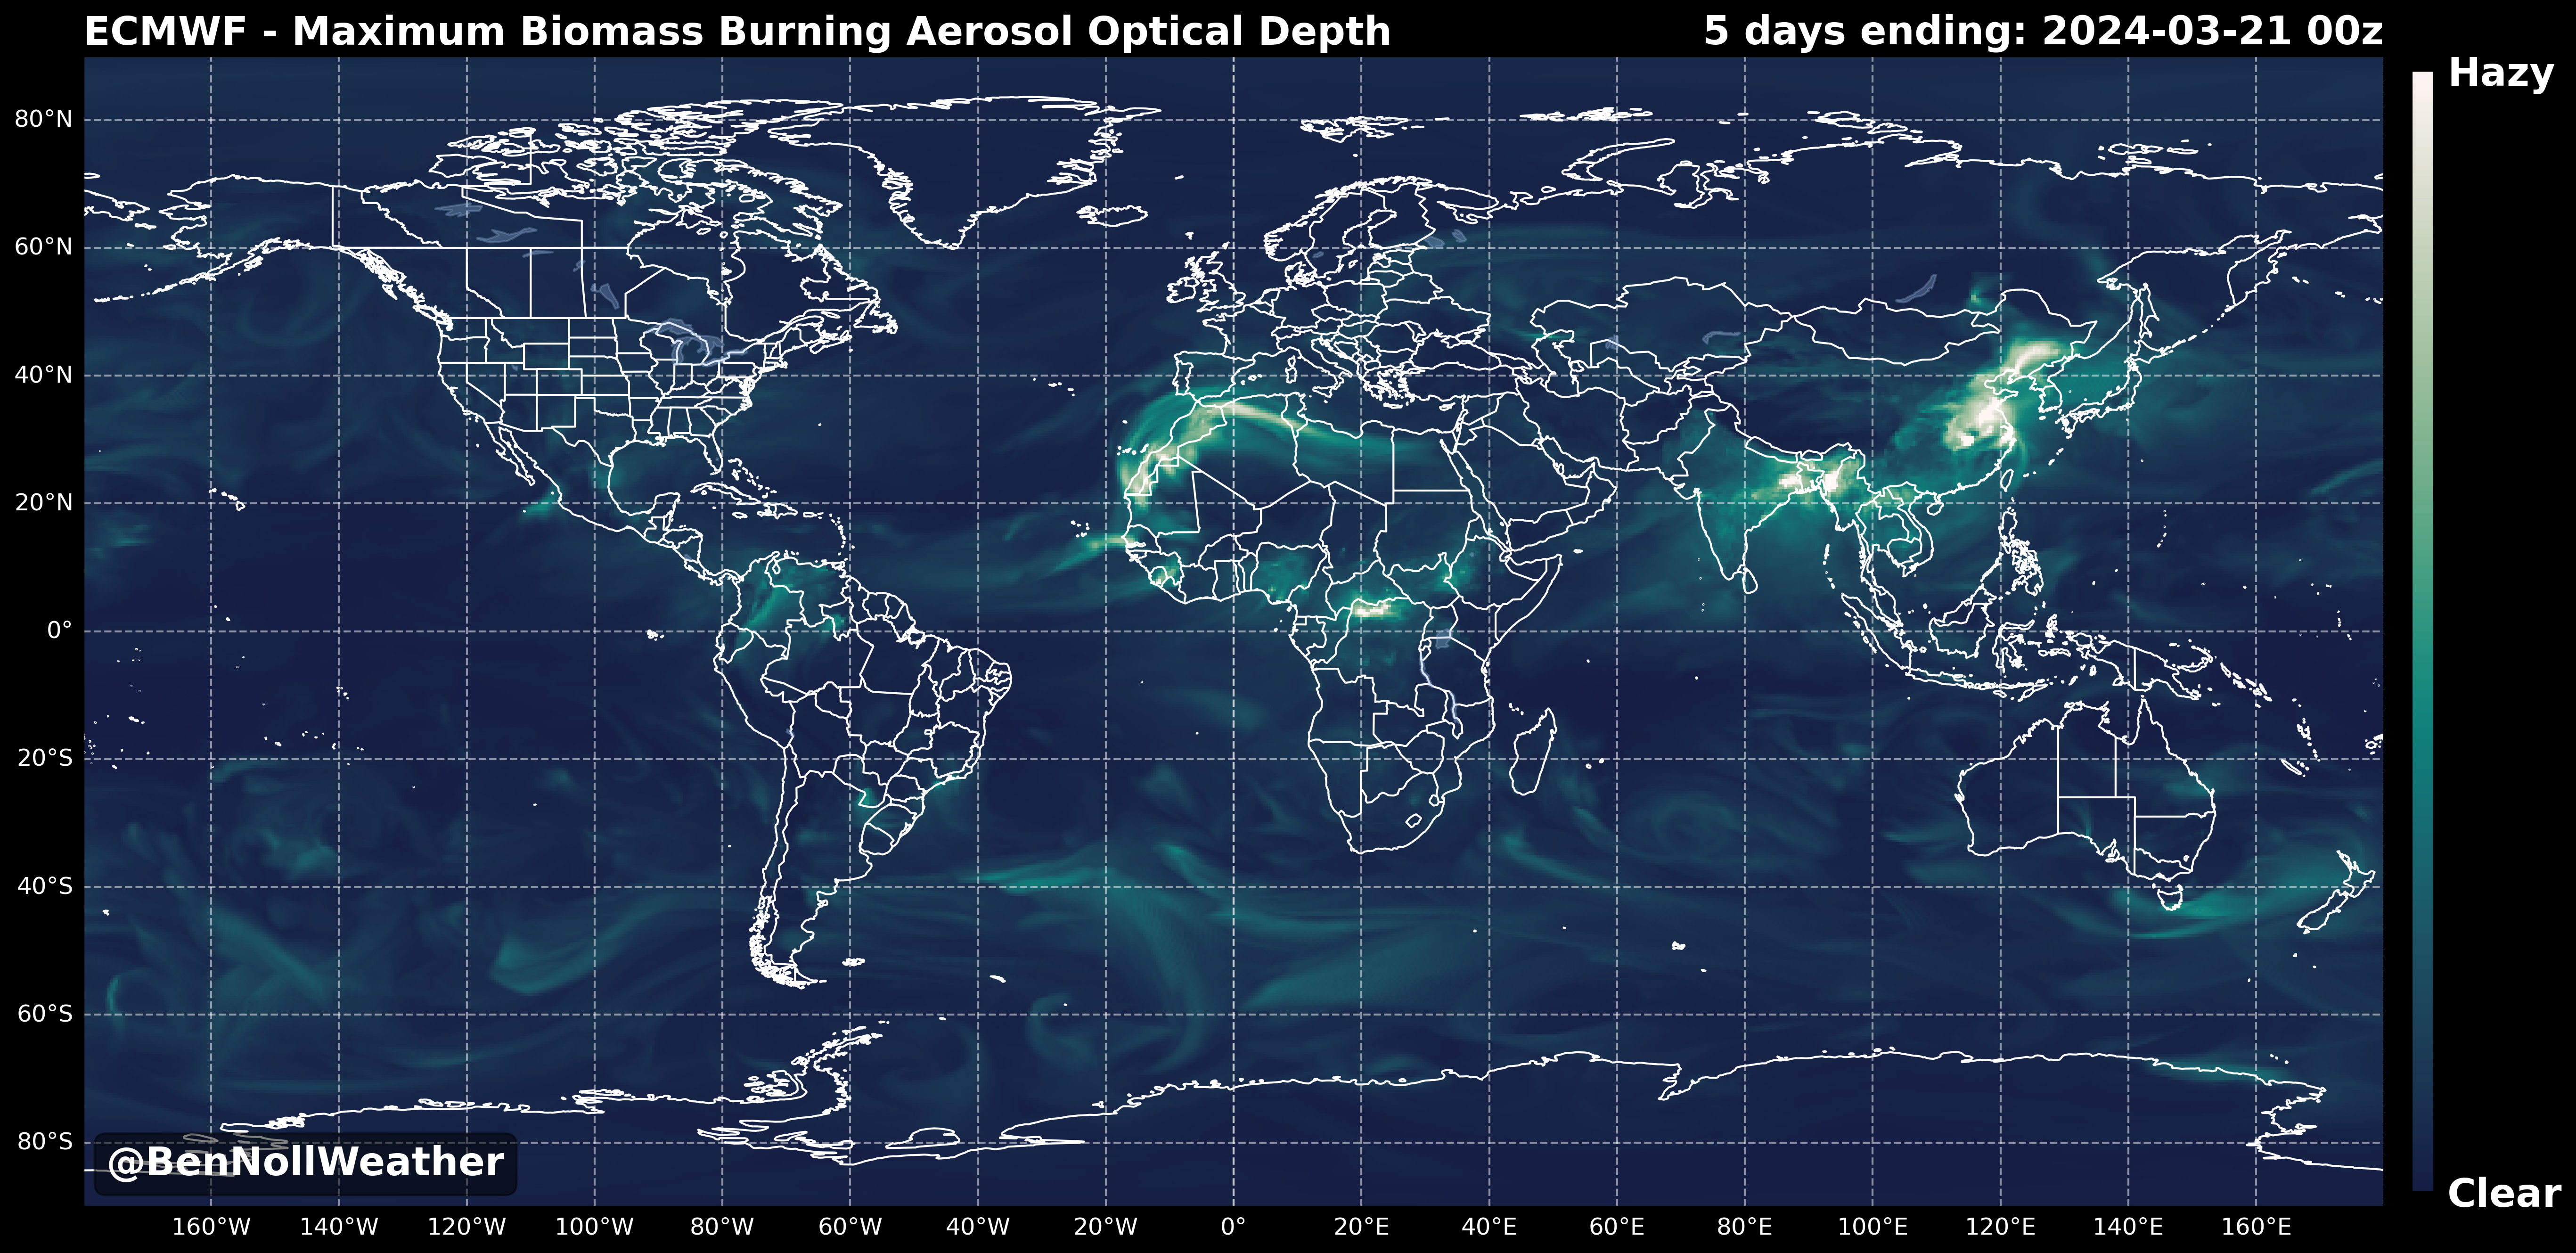 ECMWF - Maximum Biomass Burning Aerosol Optical Depth
5 days ending: 2024-03-21 00z
Hazy
80°N
60°N
40°N
20°N
0°
20°S
40°S
60°S
80°S
@BenNollWeather
Clear
160°W 140°W 120°W 100°W 80°W 60°W 40°W 20°W 0° 20°E 40°E 60°E 80°E 100°E 120°E 140°E 160°E